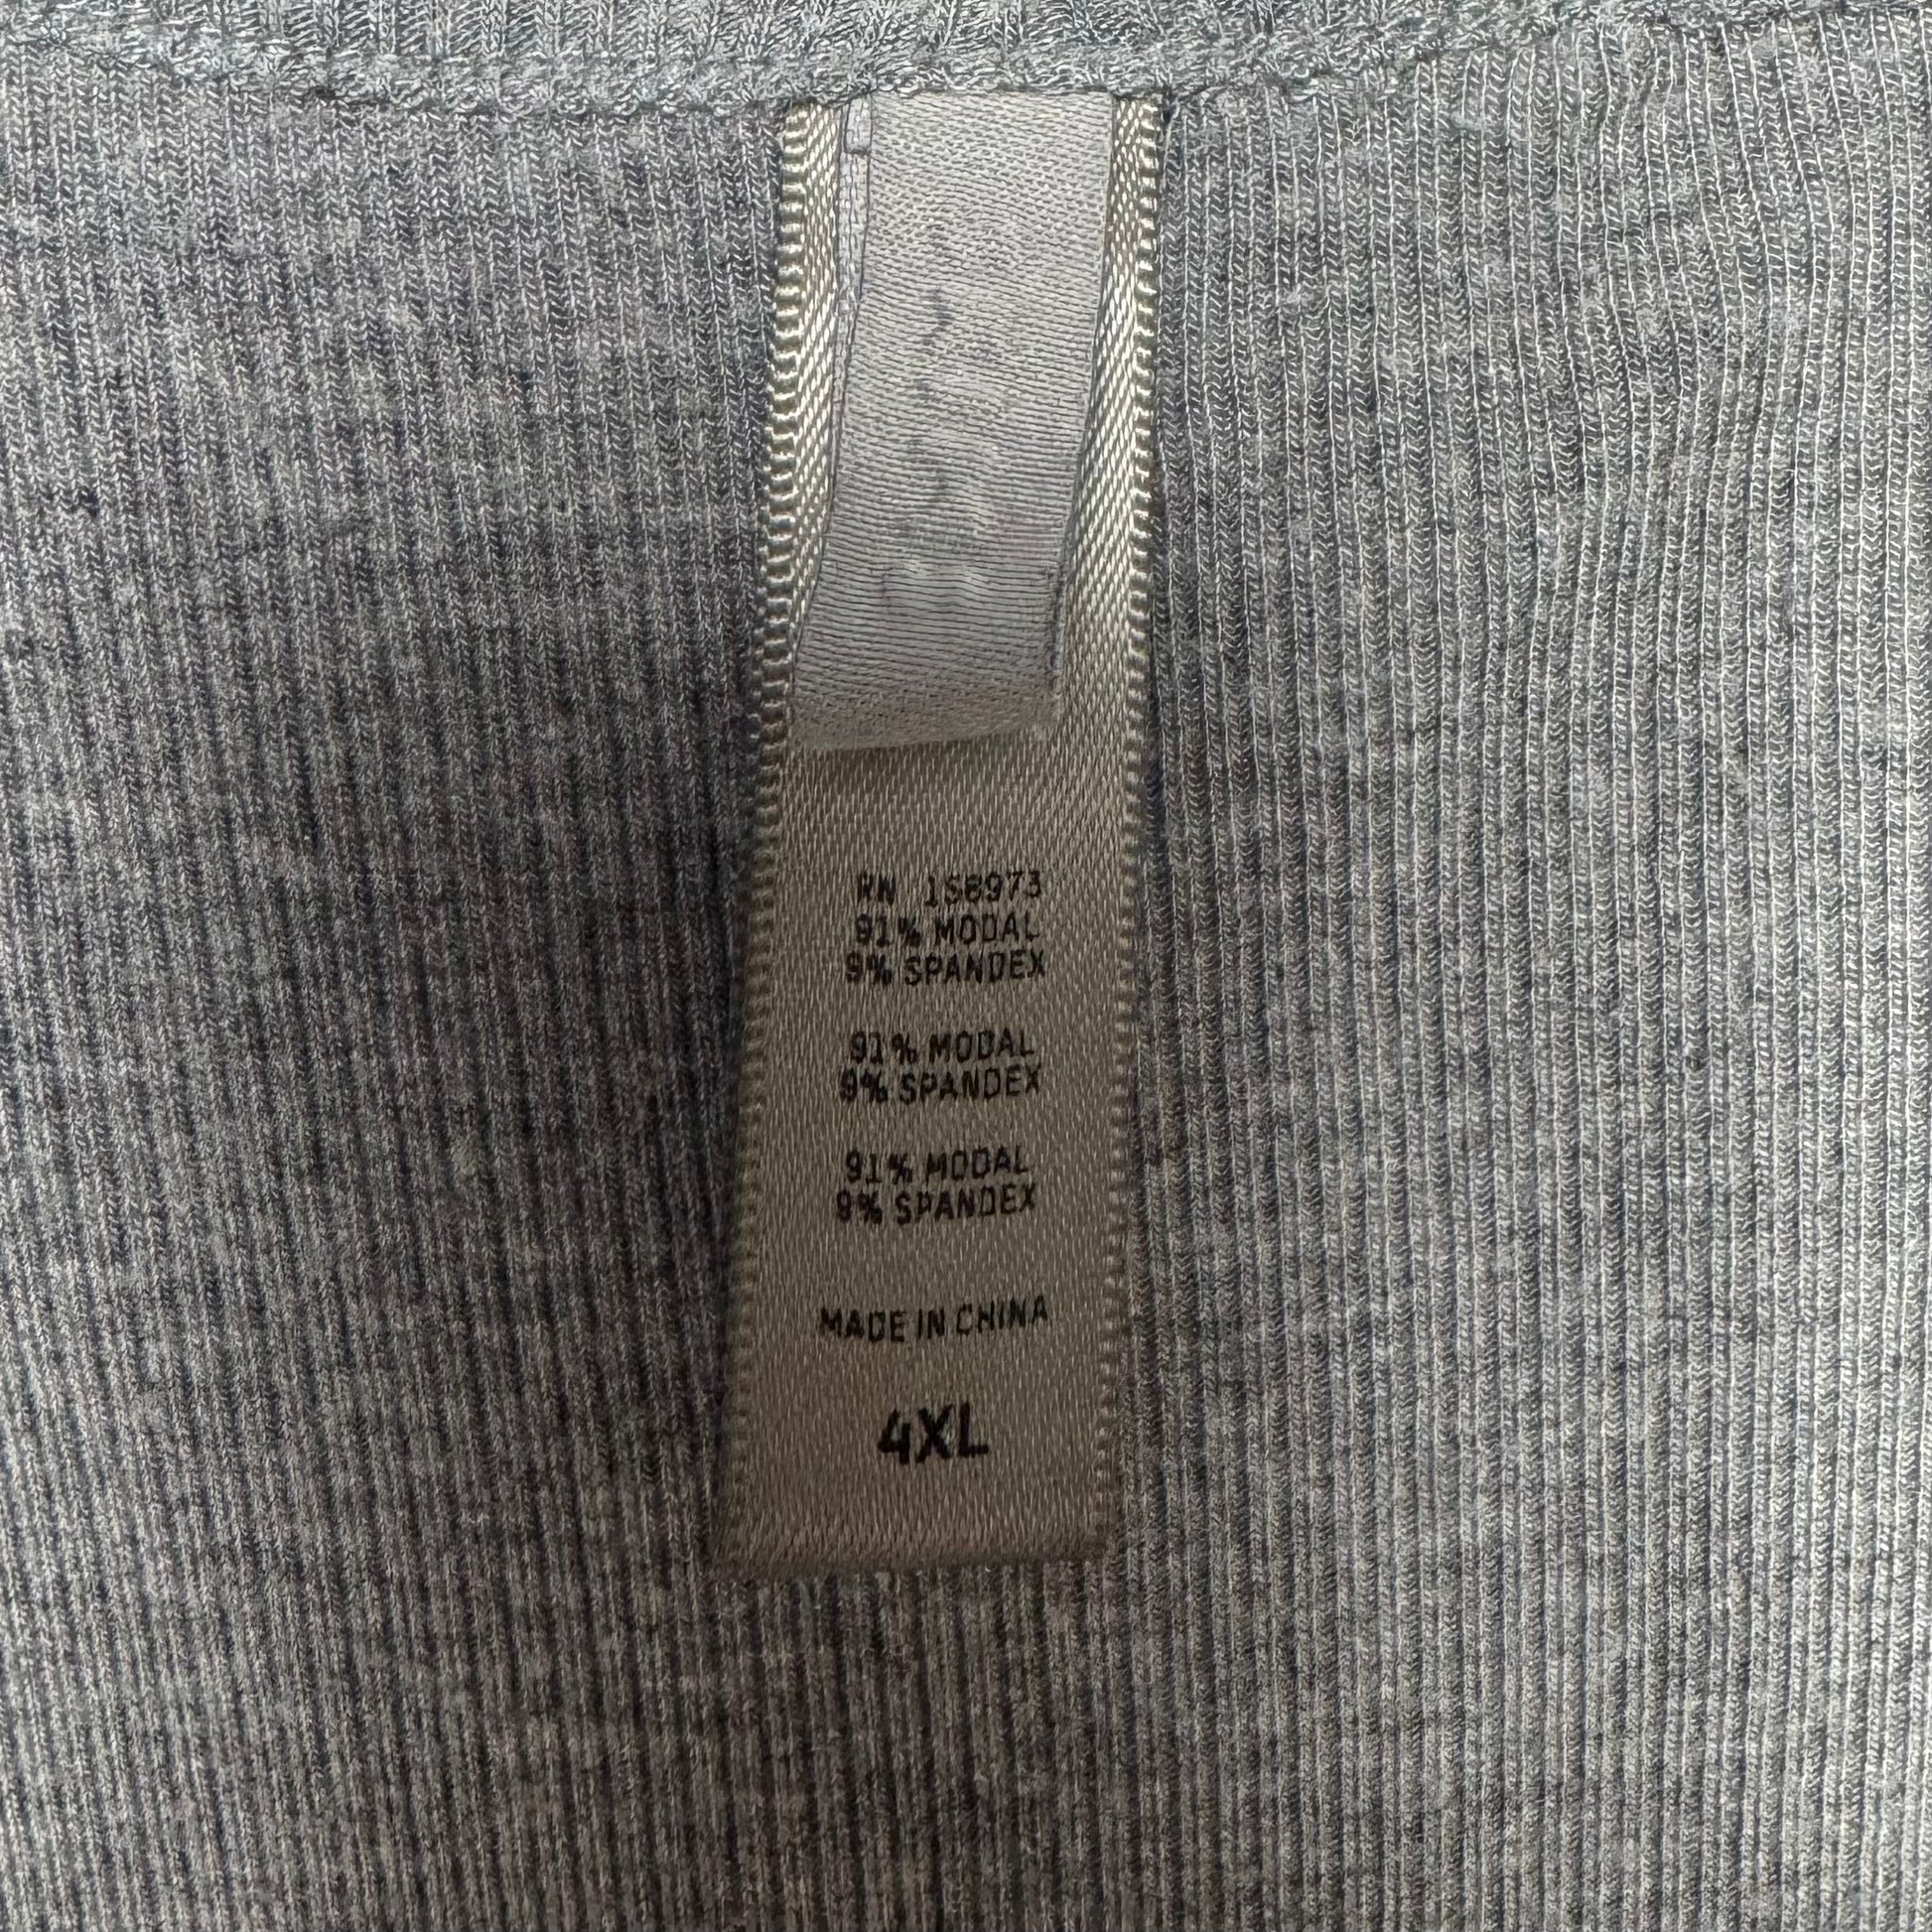 RN 158973
91% MODAL
9% SPANDEX
91% MODAL
9% SPANDEX
91% MODAL
9% SPANDEX
MADE IN CHINA
4XL